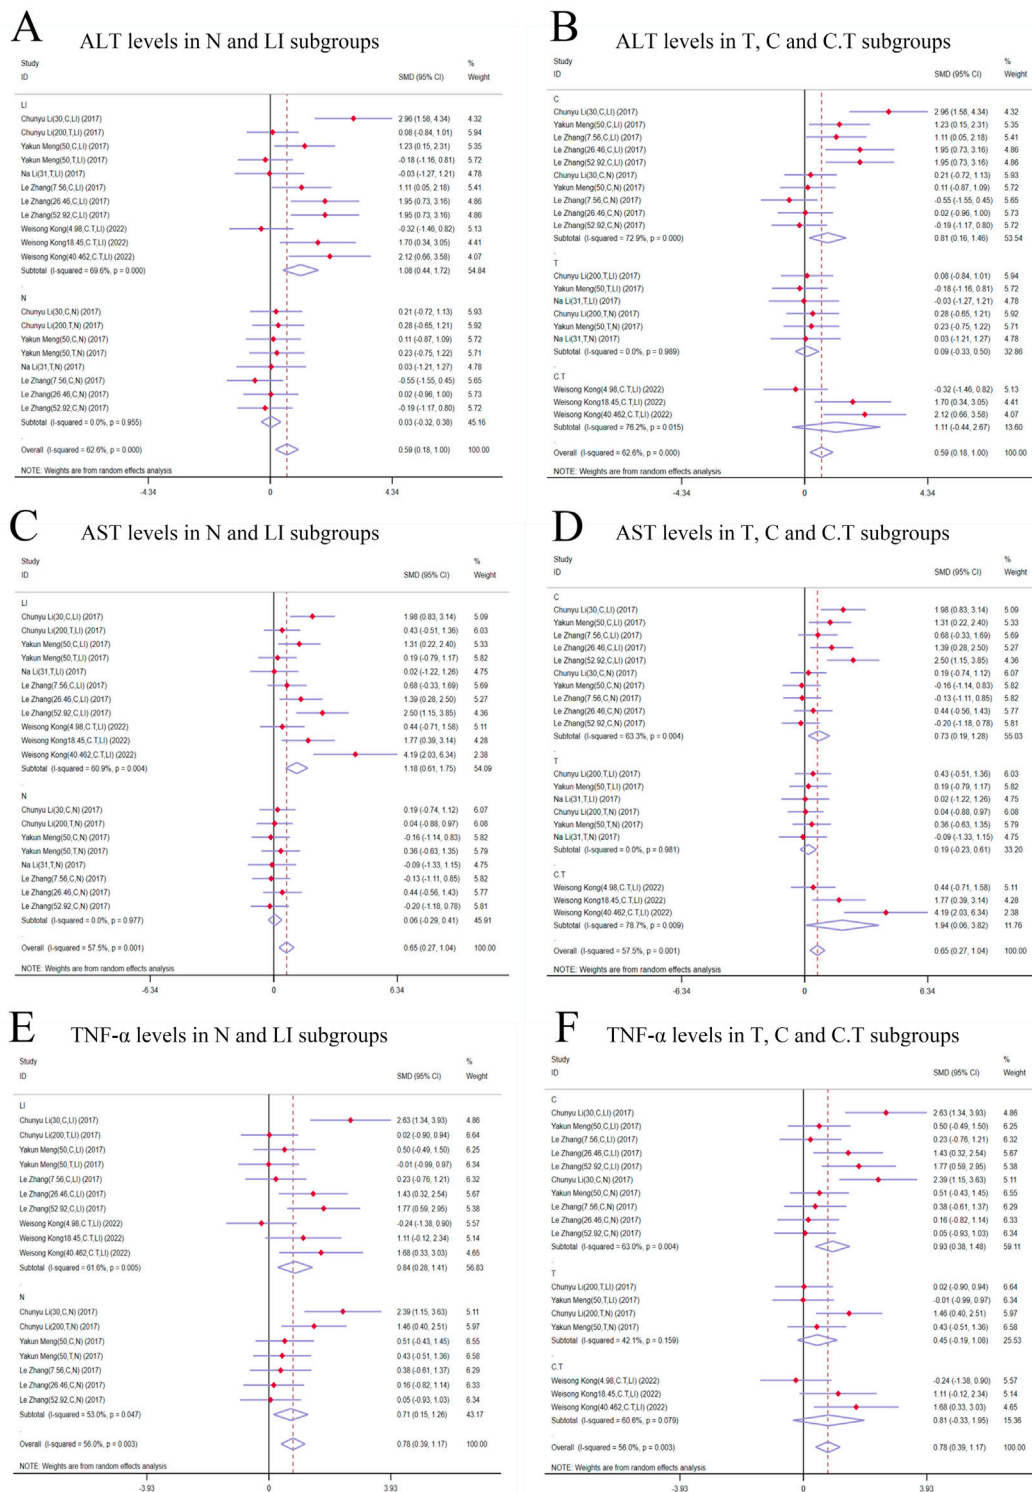 A ALT levels in N and LI subgroups
Study %
ID SMD (95% CI) Weight
LI
Chunyu Li(30,C,LI) (2017) 2.96 (1.58, 4.34) 4.32
Chunyu Li(200,T,LI) (2017) 0.08 (-0.84, 1.01) 5.94
Yakun Meng(50,C,LI) (2017) 1.23 (0.15, 2.31) 5.35
Yakun Meng(50,T,LI) (2017) -0.18 (-1.16, 0.81) 5.72
Na Li(31,T,LI) (2017) -0.03 (-1.27, 1.21) 4.78
Le Zhang(7.56,C,LI) (2017) 1.11 (0.05, 2.18) 5.41
Le Zhang(26.46,C,LI) (2017) 1.95 (0.73, 3.16) 4.86
Le Zhang(52.92,C,LI) (2017) 1.95 (0.73, 3.16) 4.86
Weisong Kong(4.98,C.T,LI) (2022) -0.32 (-1.46, 0.82) 5.13
Weisong Kong18.45,C.T,LI) (2022) 1.70 (0.34, 3.05) 4.41
Weisong Kong(40.462,C.T,LI) (2022) 2.12 (0.66, 3.58) 4.07
Subtotal (I-squared = 69.6%, p = 0.000) 1.08 (0.44, 1.72) 54.84
.
N
Chunyu Li(30,C,N) (2017) 0.21 (-0.72, 1.13) 5.93
Chunyu Li(200,T,N) (2017) 0.28 (-0.65, 1.21) 5.92
Yakun Meng(50,C,N) (2017) 0.11 (-0.87, 1.09) 5.72
Yakun Meng(50,T,N) (2017) 0.23 (-0.75, 1.22) 5.71
Na Li(31,T,N) (2017) 0.03 (-1.21, 1.27) 4.78
Le Zhang(7.56,C,N) (2017) -0.55 (-1.55, 0.45) 5.65
Le Zhang(26.46,C,N) (2017) 0.02 (-0.96, 1.00) 5.73
Le Zhang(52.92,C,N) (2017) -0.19 (-1.17, 0.80) 5.72
Subtotal (I-squared = 0.0%, p = 0.955) 0.03 (-0.32, 0.38) 45.16
.
Overall (I-squared = 62.6%, p = 0.000) 0.59 (0.18, 1.00) 100.00
NOTE: Weights are from random effects analysis
-4.34 0 4.34
B ALT levels in T, C and C.T subgroups
Study %
ID SMD (95% CI) Weight
C
Chunyu Li(30,C,LI) (2017) 2.96 (1.58, 4.34) 4.32
Yakun Meng(50,C,LI) (2017) 1.23 (0.15, 2.31) 5.35
Le Zhang(7.56,C,LI) (2017) 1.11 (0.05, 2.18) 5.41
Le Zhang(26.46,C,LI) (2017) 1.95 (0.73, 3.16) 4.86
Le Zhang(52.92,C,LI) (2017) 1.95 (0.73, 3.16) 4.86
Chunyu Li(30,C,N) (2017) 0.21 (-0.72, 1.13) 5.93
Yakun Meng(50,C,N) (2017) 0.11 (-0.87, 1.09) 5.72
Le Zhang(7.56,C,N) (2017) -0.55 (-1.55, 0.45) 5.65
Le Zhang(26.46,C,N) (2017) 0.02 (-0.96, 1.00) 5.73
Le Zhang(52.92,C,N) (2017) -0.19 (-1.17, 0.80) 5.72
Subtotal (I-squared = 72.9%, p = 0.000) 0.81 (0.16, 1.46) 53.54
.
T
Chunyu Li(200,T,LI) (2017) 0.08 (-0.84, 1.01) 5.94
Yakun Meng(50,T,LI) (2017) -0.18 (-1.16, 0.81) 5.72
Na Li(31,T,LI) (2017) -0.03 (-1.27, 1.21) 4.78
Chunyu Li(200,T,N) (2017) 0.28 (-0.65, 1.21) 5.92
Yakun Meng(50,T,N) (2017) 0.23 (-0.75, 1.22) 5.71
Na Li(31,T,N) (2017) 0.03 (-1.21, 1.27) 4.78
Subtotal (I-squared = 0.0%, p = 0.989) 0.09 (-0.33, 0.50) 32.86
.
C.T
Weisong Kong(4.98,C.T,LI) (2022) -0.32 (-1.46, 0.82) 5.13
Weisong Kong18.45,C.T,LI) (2022) 1.70 (0.34, 3.05) 4.41
Weisong Kong(40.462,C.T,LI) (2022) 2.12 (0.66, 3.58) 4.07
Subtotal (I-squared = 76.2%, p = 0.015) 1.11 (-0.44, 2.67) 13.60
.
Overall (I-squared = 62.6%, p = 0.000) 0.59 (0.18, 1.00) 100.00
NOTE: Weights are from random effects analysis
-4.34 0 4.34
C AST levels in N and LI subgroups
Study %
ID SMD (95% CI) Weight
LI
Chunyu Li(30,C,LI) (2017) 1.98 (0.83, 3.14) 5.09
Chunyu Li(200,T,LI) (2017) 0.43 (-0.51, 1.36) 6.03
Yakun Meng(50,C,LI) (2017) 1.31 (0.22, 2.40) 5.33
Yakun Meng(50,T,LI) (2017) 0.19 (-0.79, 1.17) 5.82
Na Li(31,T,LI) (2017) 0.02 (-1.22, 1.26) 4.75
Le Zhang(7.56,C,LI) (2017) 0.68 (-0.33, 1.69) 5.69
Le Zhang(26.46,C,LI) (2017) 1.39 (0.28, 2.50) 5.27
Le Zhang(52.92,C,LI) (2017) 2.50 (1.15, 3.85) 4.36
Weisong Kong(4.98,C.T,LI) (2022) 0.44 (-0.71, 1.58) 5.11
Weisong Kong18.45,C.T,LI) (2022) 1.77 (0.39, 3.14) 4.28
Weisong Kong(40.462,C.T,LI) (2022) 4.19 (2.03, 6.34) 2.38
Subtotal (I-squared = 60.9%, p = 0.004) 1.18 (0.61, 1.75) 54.09
.
N
Chunyu Li(30,C,N) (2017) 0.19 (-0.74, 1.12) 6.07
Chunyu Li(200,T,N) (2017) 0.04 (-0.88, 0.97) 6.08
Yakun Meng(50,C,N) (2017) -0.16 (-1.14, 0.83) 5.82
Yakun Meng(50,T,N) (2017) 0.36 (-0.63, 1.35) 5.79
Na Li(31,T,N) (2017) -0.09 (-1.33, 1.15) 4.75
Le Zhang(7.56,C,N) (2017) -0.13 (-1.11, 0.85) 5.82
Le Zhang(26.46,C,N) (2017) 0.44 (-0.56, 1.43) 5.77
Le Zhang(52.92,C,N) (2017) -0.20 (-1.18, 0.78) 5.81
Subtotal (I-squared = 0.0%, p = 0.977) 0.06 (-0.29, 0.41) 45.91
.
Overall (I-squared = 57.5%, p = 0.001) 0.65 (0.27, 1.04) 100.00
NOTE: Weights are from random effects analysis
-6.34 0 6.34
D AST levels in T, C and C.T subgroups
Study %
ID SMD (95% CI) Weight
C
Chunyu Li(30,C,LI) (2017) 1.98 (0.83, 3.14) 5.09
Yakun Meng(50,C,LI) (2017) 1.31 (0.22, 2.40) 5.33
Le Zhang(7.56,C,LI) (2017) 0.68 (-0.33, 1.69) 5.69
Le Zhang(26.46,C,LI) (2017) 1.39 (0.28, 2.50) 5.27
Le Zhang(52.92,C,LI) (2017) 2.50 (1.15, 3.85) 4.36
Chunyu Li(30,C,N) (2017) 0.19 (-0.74, 1.12) 6.07
Yakun Meng(50,C,N) (2017) -0.16 (-1.14, 0.83) 5.82
Le Zhang(7.56,C,N) (2017) -0.13 (-1.11, 0.85) 5.82
Le Zhang(26.46,C,N) (2017) 0.44 (-0.56, 1.43) 5.77
Le Zhang(52.92,C,N) (2017) -0.20 (-1.18, 0.78) 5.81
Subtotal (I-squared = 63.3%, p = 0.004) 0.73 (0.19, 1.28) 55.03
.
T
Chunyu Li(200,T,LI) (2017) 0.43 (-0.51, 1.36) 6.03
Yakun Meng(50,T,LI) (2017) 0.19 (-0.79, 1.17) 5.82
Na Li(31,T,LI) (2017) 0.02 (-1.22, 1.26) 4.75
Chunyu Li(200,T,N) (2017) 0.04 (-0.88, 0.97) 6.08
Yakun Meng(50,T,N) (2017) 0.36 (-0.63, 1.35) 5.79
Na Li(31,T,N) (2017) -0.09 (-1.33, 1.15) 4.75
Subtotal (I-squared = 0.0%, p = 0.981) 0.19 (-0.23, 0.61) 33.20
.
C.T
Weisong Kong(4.98,C.T,LI) (2022) 0.44 (-0.71, 1.58) 5.11
Weisong Kong18.45,C.T,LI) (2022) 1.77 (0.39, 3.14) 4.28
Weisong Kong(40.462,C.T,LI) (2022) 4.19 (2.03, 6.34) 2.38
Subtotal (I-squared = 78.7%, p = 0.009) 1.94 (0.06, 3.82) 11.76
.
Overall (I-squared = 57.5%, p = 0.001) 0.65 (0.27, 1.04) 100.00
NOTE: Weights are from random effects analysis
-6.34 0 6.34
E TNF-α levels in N and LI subgroups
Study %
ID SMD (95% CI) Weight
LI
Chunyu Li(30,C,LI) (2017) 2.63 (1.34, 3.93) 4.86
Chunyu Li(200,T,LI) (2017) 0.02 (-0.90, 0.94) 6.64
Yakun Meng(50,C,LI) (2017) 0.50 (-0.49, 1.50) 6.25
Yakun Meng(50,T,LI) (2017) -0.01 (-0.99, 0.97) 6.34
Le Zhang(7.56,C,LI) (2017) 0.23 (-0.76, 1.21) 6.32
Le Zhang(26.46,C,LI) (2017) 1.43 (0.32, 2.54) 5.67
Le Zhang(52.92,C,LI) (2017) 1.77 (0.59, 2.95) 5.38
Weisong Kong(4.98,C.T,LI) (2022) -0.24 (-1.38, 0.90) 5.57
Weisong Kong18.45,C.T,LI) (2022) 1.11 (-0.12, 2.34) 5.14
Weisong Kong(40.462,C.T,LI) (2022) 1.68 (0.33, 3.03) 4.65
Subtotal (I-squared = 61.6%, p = 0.005) 0.84 (0.28, 1.41) 56.83
.
N
Chunyu Li(30,C,N) (2017) 2.39 (1.15, 3.63) 5.11
Chunyu Li(200,T,N) (2017) 1.46 (0.40, 2.51) 5.97
Yakun Meng(50,C,N) (2017) 0.51 (-0.43, 1.45) 6.55
Yakun Meng(50,T,N) (2017) 0.43 (-0.51, 1.36) 6.58
Le Zhang(7.56,C,N) (2017) 0.38 (-0.61, 1.37) 6.29
Le Zhang(26.46,C,N) (2017) 0.16 (-0.82, 1.14) 6.33
Le Zhang(52.92,C,N) (2017) 0.05 (-0.93, 1.03) 6.34
Subtotal (I-squared = 53.0%, p = 0.047) 0.71 (0.15, 1.26) 43.17
.
Overall (I-squared = 56.0%, p = 0.003) 0.78 (0.39, 1.17) 100.00
NOTE: Weights are from random effects analysis
-3.93 0 3.93
F TNF-α levels in T, C and C.T subgroups
Study %
ID SMD (95% CI) Weight
C
Chunyu Li(30,C,LI) (2017) 2.63 (1.34, 3.93) 4.86
Yakun Meng(50,C,LI) (2017) 0.50 (-0.49, 1.50) 6.25
Le Zhang(7.56,C,LI) (2017) 0.23 (-0.76, 1.21) 6.32
Le Zhang(26.46,C,LI) (2017) 1.43 (0.32, 2.54) 5.67
Le Zhang(52.92,C,LI) (2017) 1.77 (0.59, 2.95) 5.38
Chunyu Li(30,C,N) (2017) 2.39 (1.15, 3.63) 5.11
Yakun Meng(50,C,N) (2017) 0.51 (-0.43, 1.45) 6.55
Le Zhang(7.56,C,N) (2017) 0.38 (-0.61, 1.37) 6.29
Le Zhang(26.46,C,N) (2017) 0.16 (-0.82, 1.14) 6.33
Le Zhang(52.92,C,N) (2017) 0.05 (-0.93, 1.03) 6.34
Subtotal (I-squared = 63.0%, p = 0.004) 0.93 (0.38, 1.48) 59.11
.
T
Chunyu Li(200,T,LI) (2017) 0.02 (-0.90, 0.94) 6.64
Yakun Meng(50,T,LI) (2017) -0.01 (-0.99, 0.97) 6.34
Chunyu Li(200,T,N) (2017) 1.46 (0.40, 2.51) 5.97
Yakun Meng(50,T,N) (2017) 0.43 (-0.51, 1.36) 6.58
Subtotal (I-squared = 42.1%, p = 0.159) 0.45 (-0.19, 1.08) 25.53
.
C.T
Weisong Kong(4.98,C.T,LI) (2022) -0.24 (-1.38, 0.90) 5.57
Weisong Kong18.45,C.T,LI) (2022) 1.11 (-0.12, 2.34) 5.14
Weisong Kong(40.462,C.T,LI) (2022) 1.68 (0.33, 3.03) 4.65
Subtotal (I-squared = 60.6%, p = 0.079) 0.81 (-0.33, 1.95) 15.36
.
Overall (I-squared = 56.0%, p = 0.003) 0.78 (0.39, 1.17) 100.00
NOTE: Weights are from random effects analysis
-3.93 0 3.93